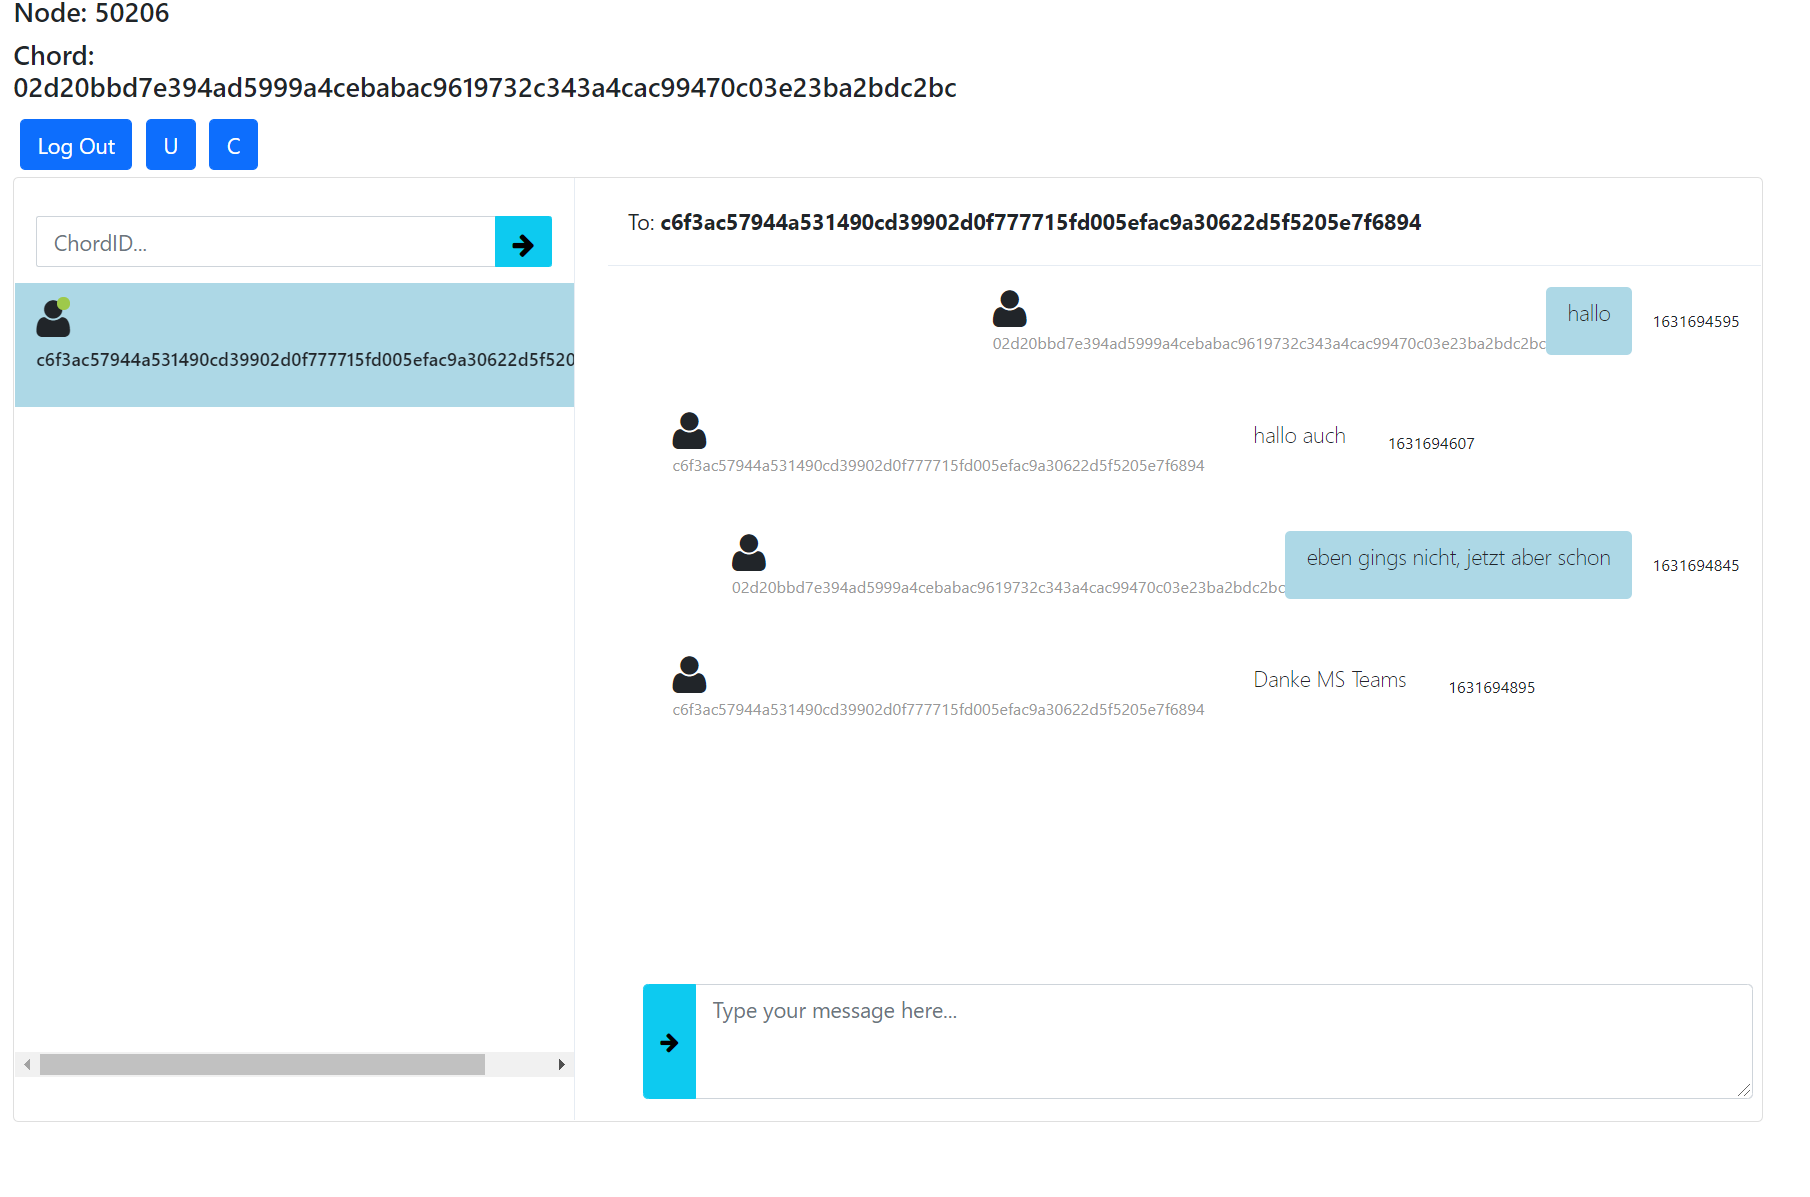 Node: 50206
Chord:
02d20bbd7e394ad5999a4cebabac9619732c343a4cac99470c03e23ba2bdc2bc
Log Out U C
ChordID...
c6f3ac57944a531490cd39902d0f777715fd005efac9a30622d5f520
To: c6f3ac57944a531490cd39902d0f777715fd005efac9a30622d5f5205e7f6894
hallo 1631694595
02d20bbd7e394ad5999a4cebabac9619732c343a4cac99470c03e23ba2bdc2bc
hallo auch 1631694607
c6f3ac57944a531490cd39902d0f777715fd005efac9a30622d5f5205e7f6894
eben gings nicht, jetzt aber schon 1631694845
02d20bbd7e394ad5999a4cebabac9619732c343a4cac99470c03e23ba2bdc2bc
Danke MS Teams 1631694895
c6f3ac57944a531490cd39902d0f777715fd005efac9a30622d5f5205e7f6894
Type your message here...